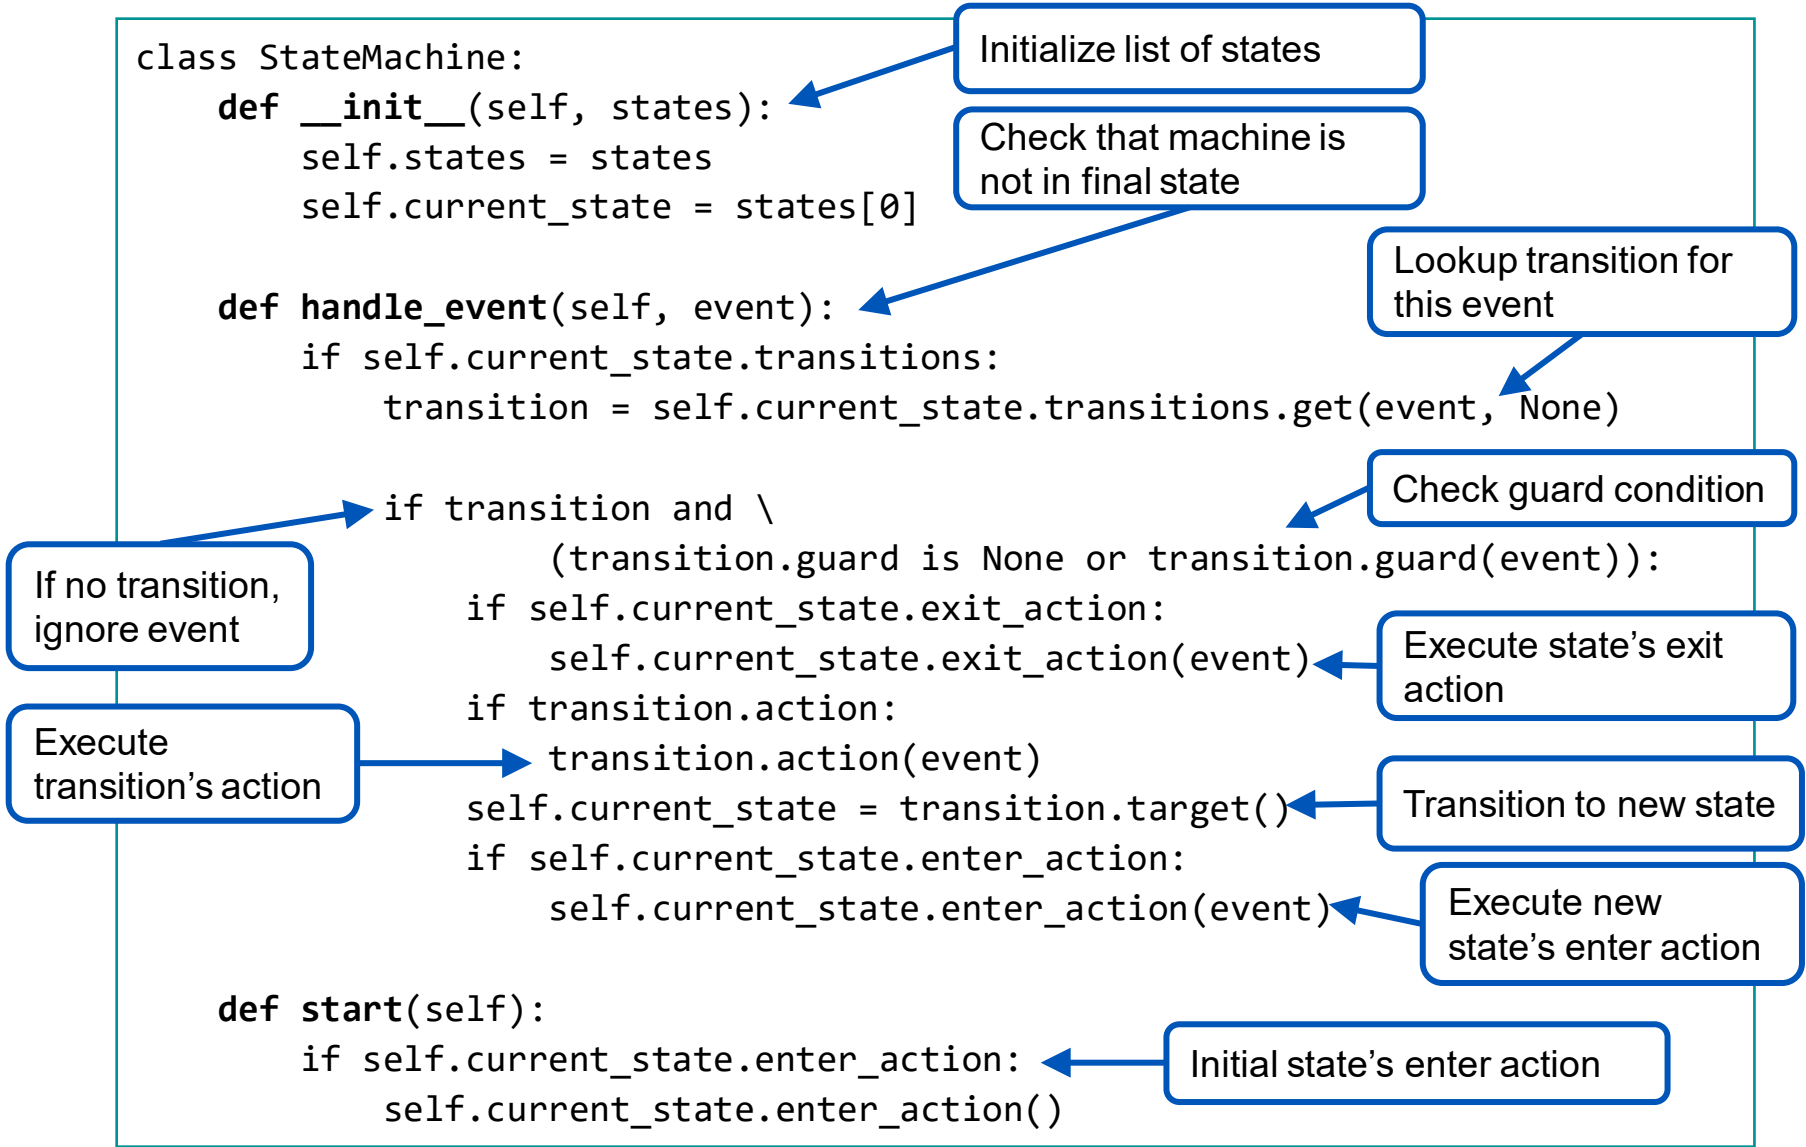 class StateMachine:
    def __init__(self, states):
        self.states = states
        self.current_state = states[0]
    def handle_event(self, event):
        if self.current_state.transitions:
            transition = self.current_state.transitions.get(event, None)
            if transition and \
                    (transition.guard is None or transition.guard(event)):
                if self.current_state.exit_action:
                    self.current_state.exit_action(event)
                if transition.action:
                    transition.action(event)
                self.current_state = transition.target()
                if self.current_state.enter_action:
                    self.current_state.enter_action(event)
    def start(self):
        if self.current_state.enter_action:
            self.current_state.enter_action()
Initialize list of states
Check that machine is
not in final state
Lookup transition for
this event
Check guard condition
If no transition,
ignore event
Execute state’s exit
action
Execute
transition’s action
Transition to new state
Execute new
state’s enter action
Initial state’s enter action